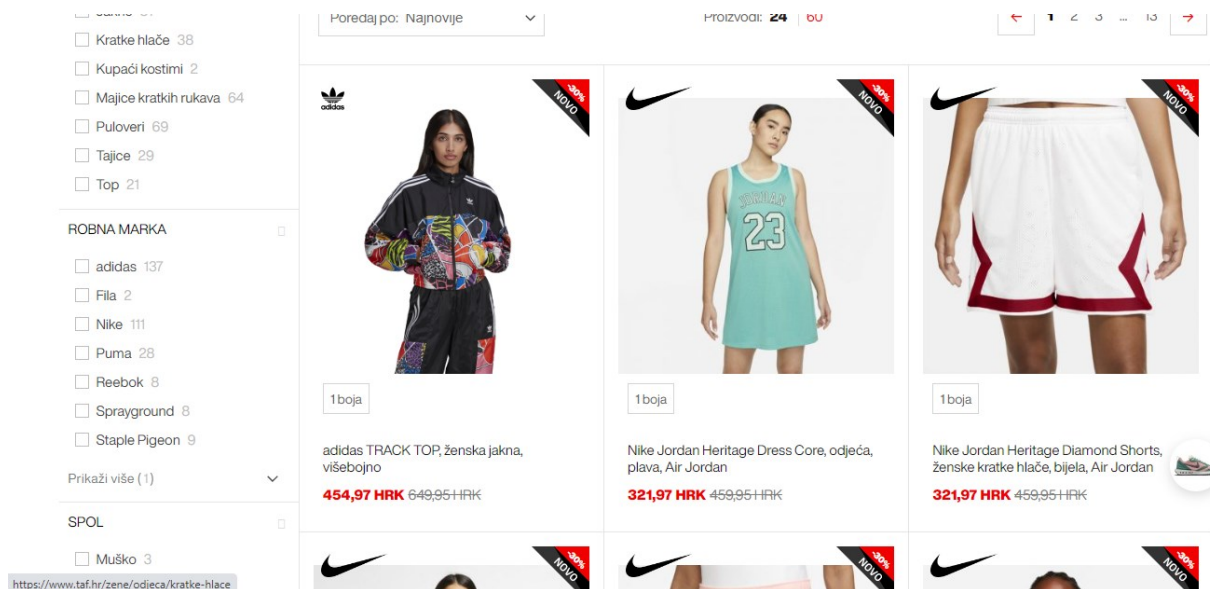 Poredaj po: Najnovije
Proizvodi: 24 | 60
← 1 2 3 ... 13 →
Kratke hlače 38
Kupaći kostimi 2
Majice kratkih rukava 64
Puloveri 69
Tajice 29
Top 21
ROBNA MARKA
adidas 137
Fila 2
Nike 111
Puma 28
Reebok 8
Sprayground 8
Staple Pigeon 9
Prikaži više (1)
SPOL
Muško 3
https://www.taf.hr/zene/odjeca/kratke-hlace
adidas
-30%
NOVO
1 boja
adidas TRACK TOP, ženska jakna,
višebojno
454,97 HRK 649,95 HRK
-30%
NOVO
JORDAN
23
1 boja
Nike Jordan Heritage Dress Core, odjeća,
plava, Air Jordan
321,97 HRK 459,95 HRK
-30%
NOVO
1 boja
Nike Jordan Heritage Diamond Shorts,
ženske kratke hlače, bijela, Air Jordan
321,97 HRK 459,95 HRK
-30%
NOVO
-30%
NOVO
-30%
NOVO